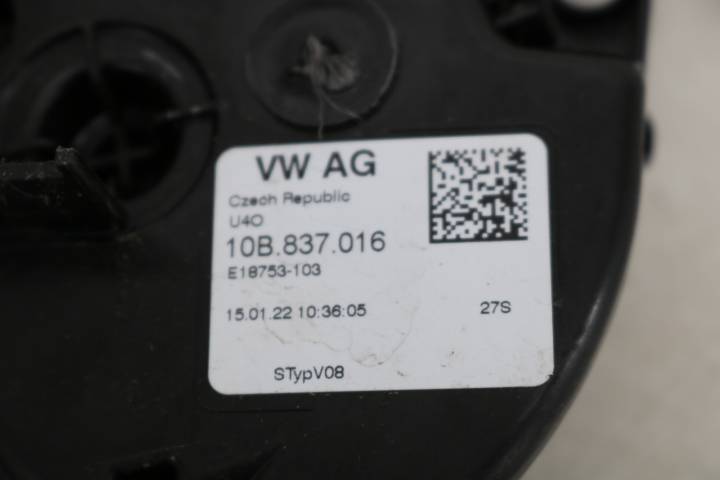 VW AG
Czech Republic
U4O
10B.837.016
E18753-103
15.01.22 10:36:05 27S
STypV08